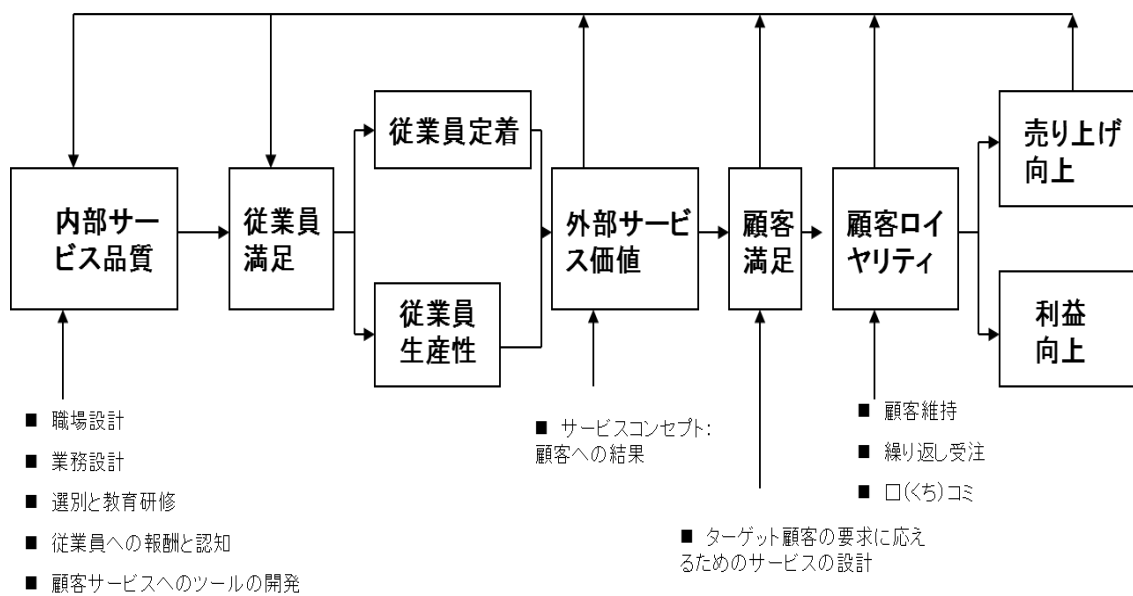 従業員定着
売り上げ
向上
内部サー
ビス品質
従業員
満足
外部サービ
ス価値
顧客
満足
顧客ロイ
ヤリティ
従業員
生産性
利益
向上
■ 職場設計
■ 業務設計
■ 選別と教育研修
■ 従業員への報酬と認知
■ 顧客サービスへのツールの開発
■ サービスコンセプト:
顧客への結果
■ ターゲット顧客の要求に応え
るためのサービスの設計
■ 顧客維持
■ 繰り返し受注
■ 口(くち)コミ